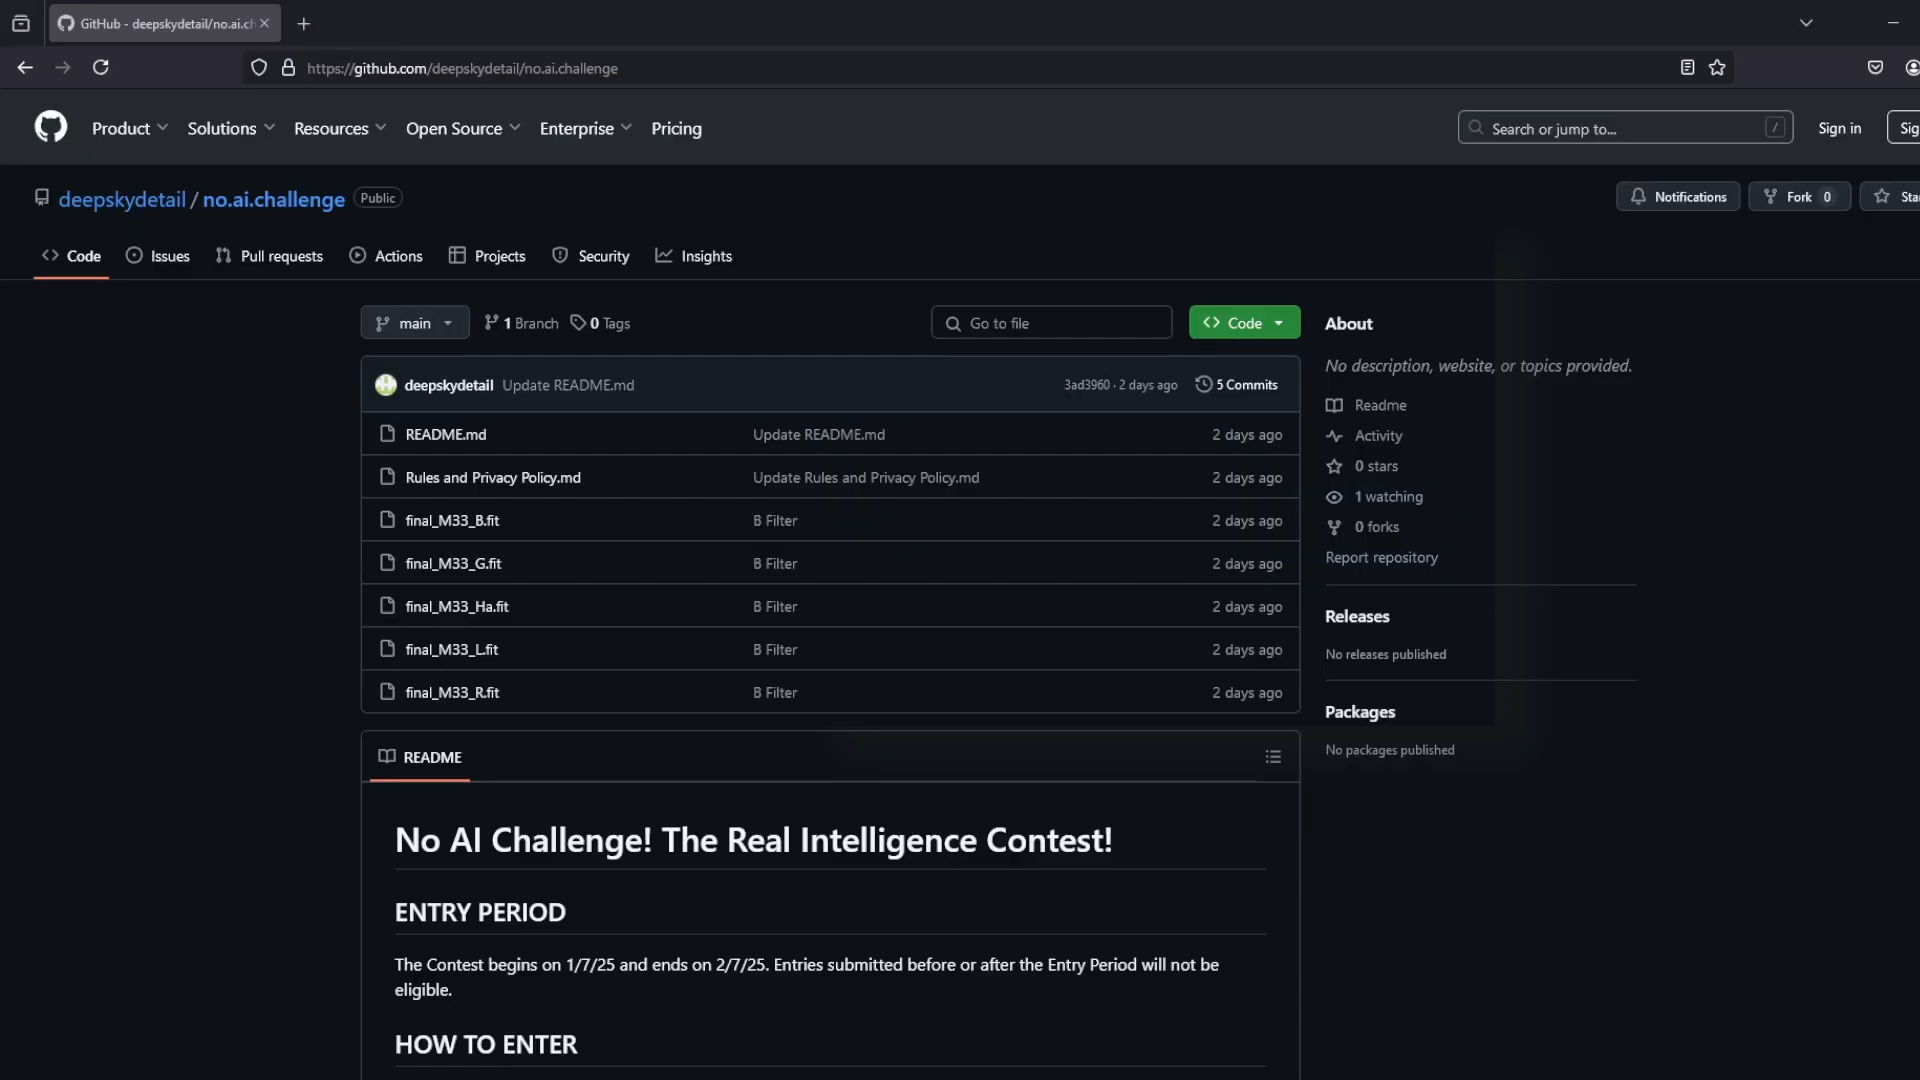 GitHub - deepskydetail/no.ai.ch
https://github.com/deepskydetail/no.ai.challenge
Product Solutions Resources Open Source Enterprise Pricing
Search or jump to... /
Sign in
Sig
deepskydetail / no.ai.challenge Public
Notifications Fork 0 Sta
Code Issues Pull requests Actions Projects Security Insights
main 1 Branch 0 Tags Go to file Code
deepskydetail Update README.md 3ad3960 · 2 days ago 5 Commits
README.md Update README.md 2 days ago
Rules and Privacy Policy.md Update Rules and Privacy Policy.md 2 days ago
final_M33_B.fit B Filter 2 days ago
final_M33_G.fit B Filter 2 days ago
final_M33_Ha.fit B Filter 2 days ago
final_M33_L.fit B Filter 2 days ago
final_M33_R.fit B Filter 2 days ago
README
No AI Challenge! The Real Intelligence Contest!
ENTRY PERIOD
The Contest begins on 1/7/25 and ends on 2/7/25. Entries submitted before or after the Entry Period will not be
eligible.
HOW TO ENTER
About
No description, website, or topics provided.
Readme
Activity
0 stars
1 watching
0 forks
Report repository
Releases
No releases published
Packages
No packages published